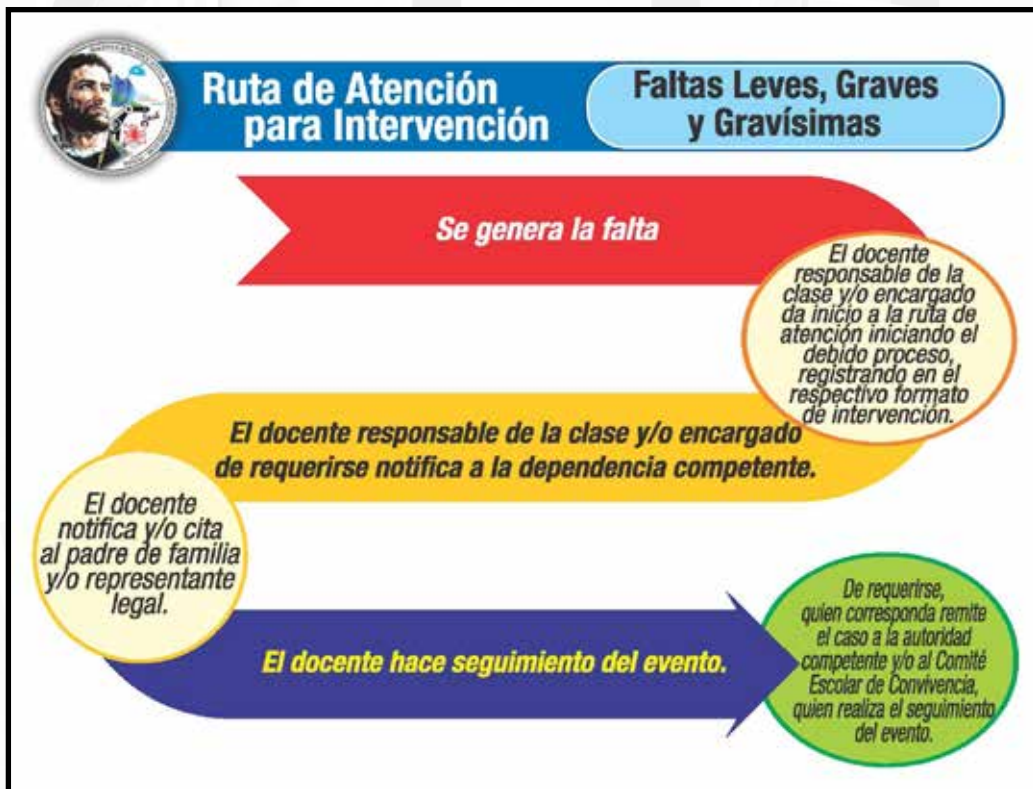 Ruta de Atención
para Intervención
Faltas Leves, Graves
y Gravísimas
Se genera la falta
El docente
responsable de la
clase y/o encargado
da inicio a la ruta de
atención iniciando el
debido proceso,
registrando en el
respectivo formato
de intervención.
El docente responsable de la clase y/o encargado
de requerirse notifica a la dependencia competente.
El docente
notifica y/o cita
al padre de familia
y/o representante
legal.
El docente hace seguimiento del evento.
De requerirse,
quien corresponda remite
el caso a la autoridad
competente y/o al Comité
Escolar de Convivencia,
quien realiza el seguimiento
del evento.